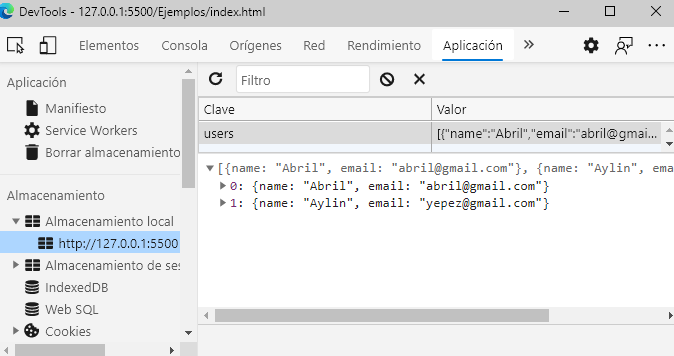 DevTools - 127.0.0.1:5500/Ejemplos/index.html
Elementos Consola Orígenes Red Rendimiento Memoria Aplicación
Aplicación
Manifiesto
Service Workers
Borrar almacenamiento
Almacenamiento
Almacenamiento local
http://127.0.0.1:5500
Almacenamiento de ses
IndexedDB
Web SQL
Cookies
Filtro
Clave Valor
users [{"name":"Abril","email":"abril@gmai...
[{name: "Abril", email: "abril@gmail.com"}, {name: "Aylin", ema
0: {name: "Abril", email: "abril@gmail.com"}
1: {name: "Aylin", email: "yepez@gmail.com"}